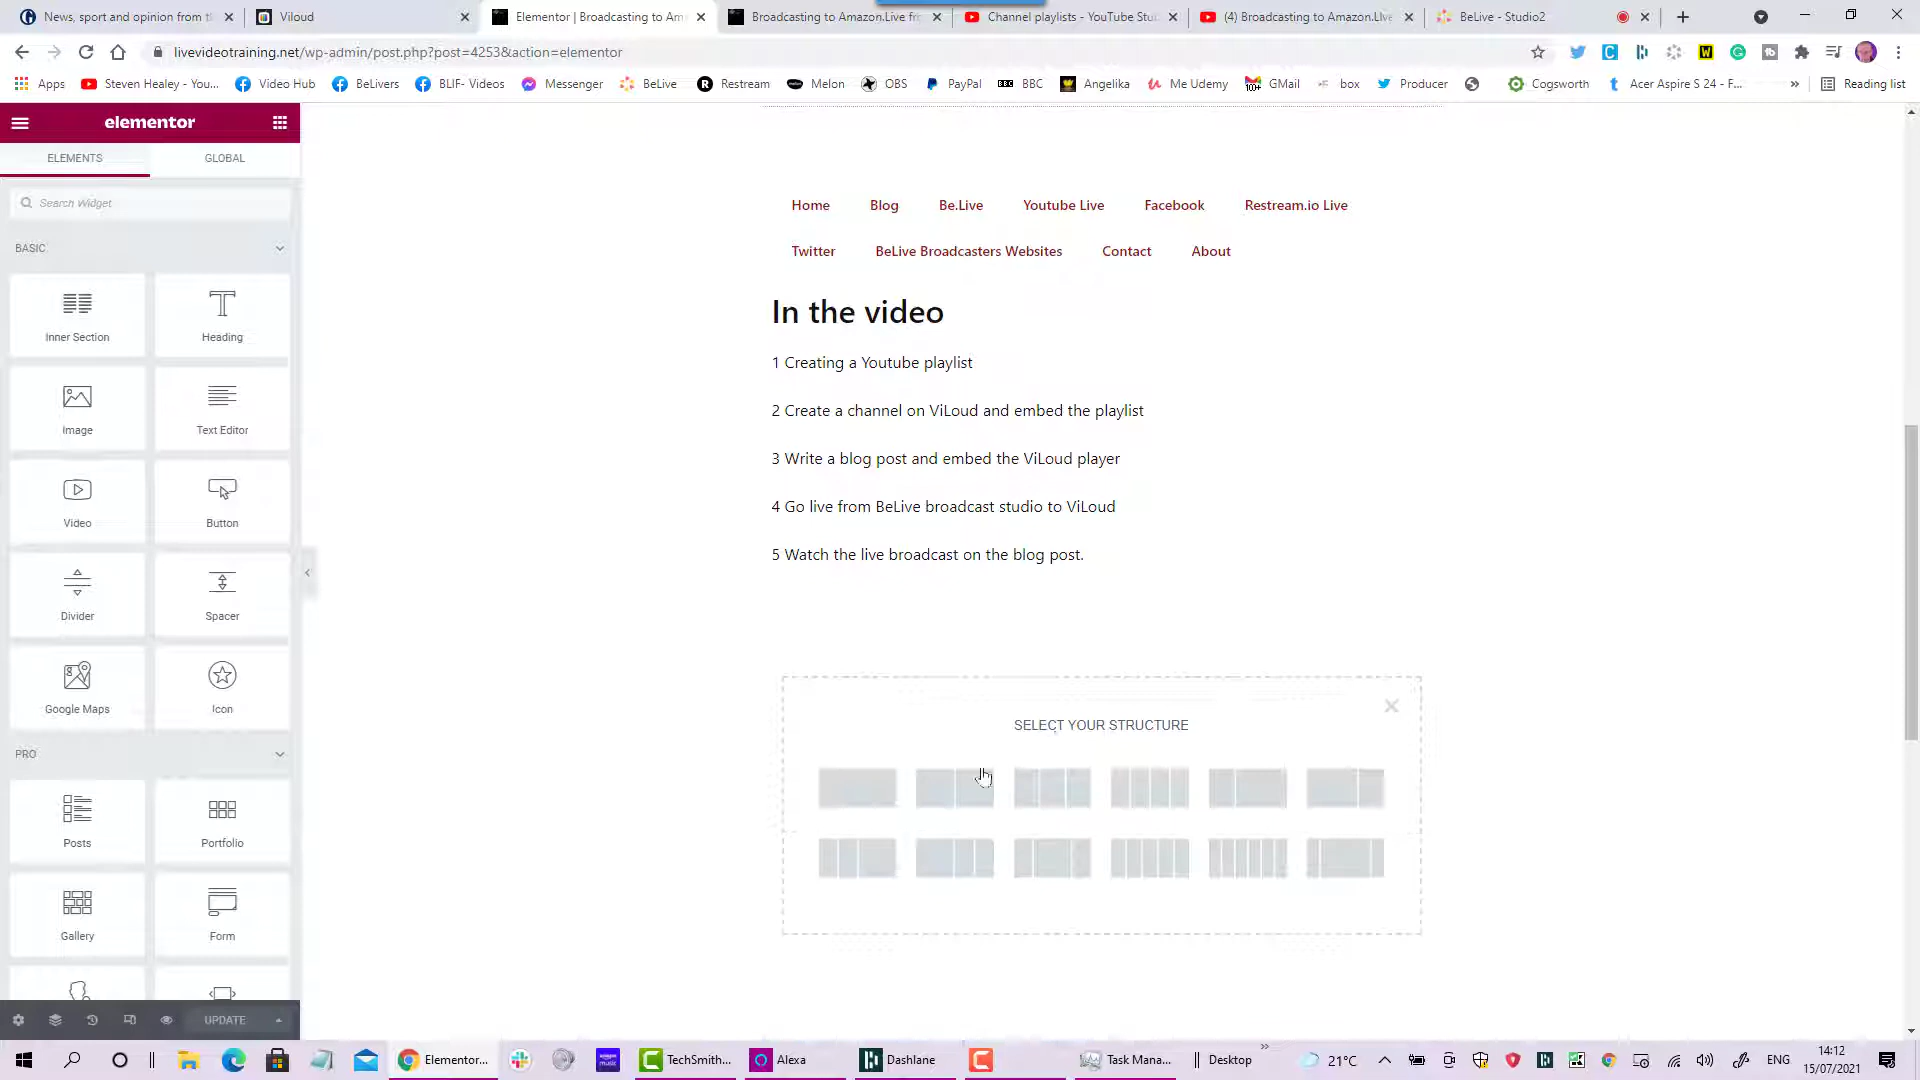 News, sport and opinion from t
Viloud
Elementor | Broadcasting to Am
Broadcasting to Amazon.Live fr
Channel playlists - YouTube Stu
(4) Broadcasting to Amazon.Live
BeLive - Studio2
livevideotraining.net/wp-admin/post.php?post=4253&action=elementor
Apps
Steven Healey - You...
Video Hub
BeLivers
BLIF- Videos
Messenger
BeLive
Restream
Melon
OBS
PayPal
BBC
Angelika
Me Udemy
GMail
box
Producer
Cogsworth
Acer Aspire S 24 - F...
Reading list
elementor
ELEMENTS
GLOBAL
Search Widget
BASIC
Inner Section
Heading
Image
Text Editor
Video
Button
Divider
Spacer
Google Maps
Icon
PRO
Posts
Portfolio
Gallery
Form
UPDATE
Home
Blog
Be.Live
Youtube Live
Facebook
Restream.io Live
Twitter
BeLive Broadcasters Websites
Contact
About
In the video
1 Creating a Youtube playlist
2 Create a channel on ViLoud and embed the playlist
3 Write a blog post and embed the ViLoud player
4 Go live from BeLive broadcast studio to ViLoud
5 Watch the live broadcast on the blog post.
SELECT YOUR STRUCTURE
Elementor...
TechSmith...
Alexa
Dashlane
Task Mana...
Desktop
21°C
ENG
14:12
15/07/2021